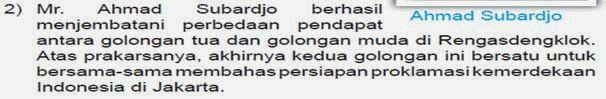 2) Mr. Ahmad Subardjo berhasil
menjembatani perbedaan pendapat
Ahmad Subardjo
antara golongan tua dan golongan muda di Rengasdengklok.
Atas prakarsanya, akhirnya kedua golongan ini bersatu untuk
bersama-sama membahas persiapan proklamasi kemerdekaan
Indonesia di Jakarta.